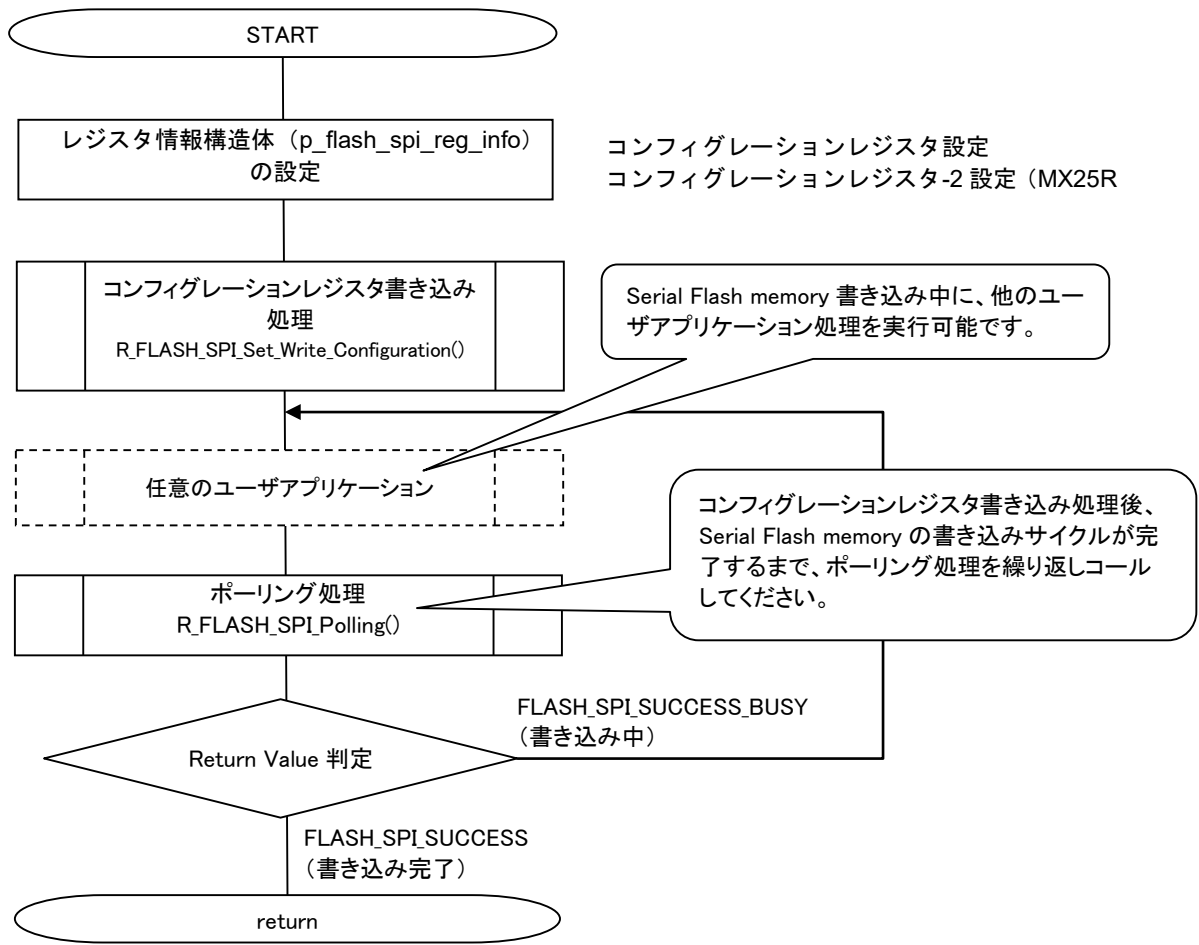 START
レジスタ情報構造体（p_flash_spi_reg_info）
の設定
コンフィグレーションレジスタ設定
コンフィグレーションレジスタ-2 設定（MX25R
コンフィグレーションレジスタ書き込み
処理
R_FLASH_SPI_Set_Write_Configuration()
Serial Flash memory 書き込み中に、他のユー
ザアプリケーション処理を実行可能です。
任意のユーザアプリケーション
コンフィグレーションレジスタ書き込み処理後、
Serial Flash memory の書き込みサイクルが完
了するまで、ポーリング処理を繰り返しコール
してください。
ポーリング処理
R_FLASH_SPI_Polling()
FLASH_SPI_SUCCESS_BUSY
（書き込み中）
Return Value 判定
FLASH_SPI_SUCCESS
（書き込み完了）
return